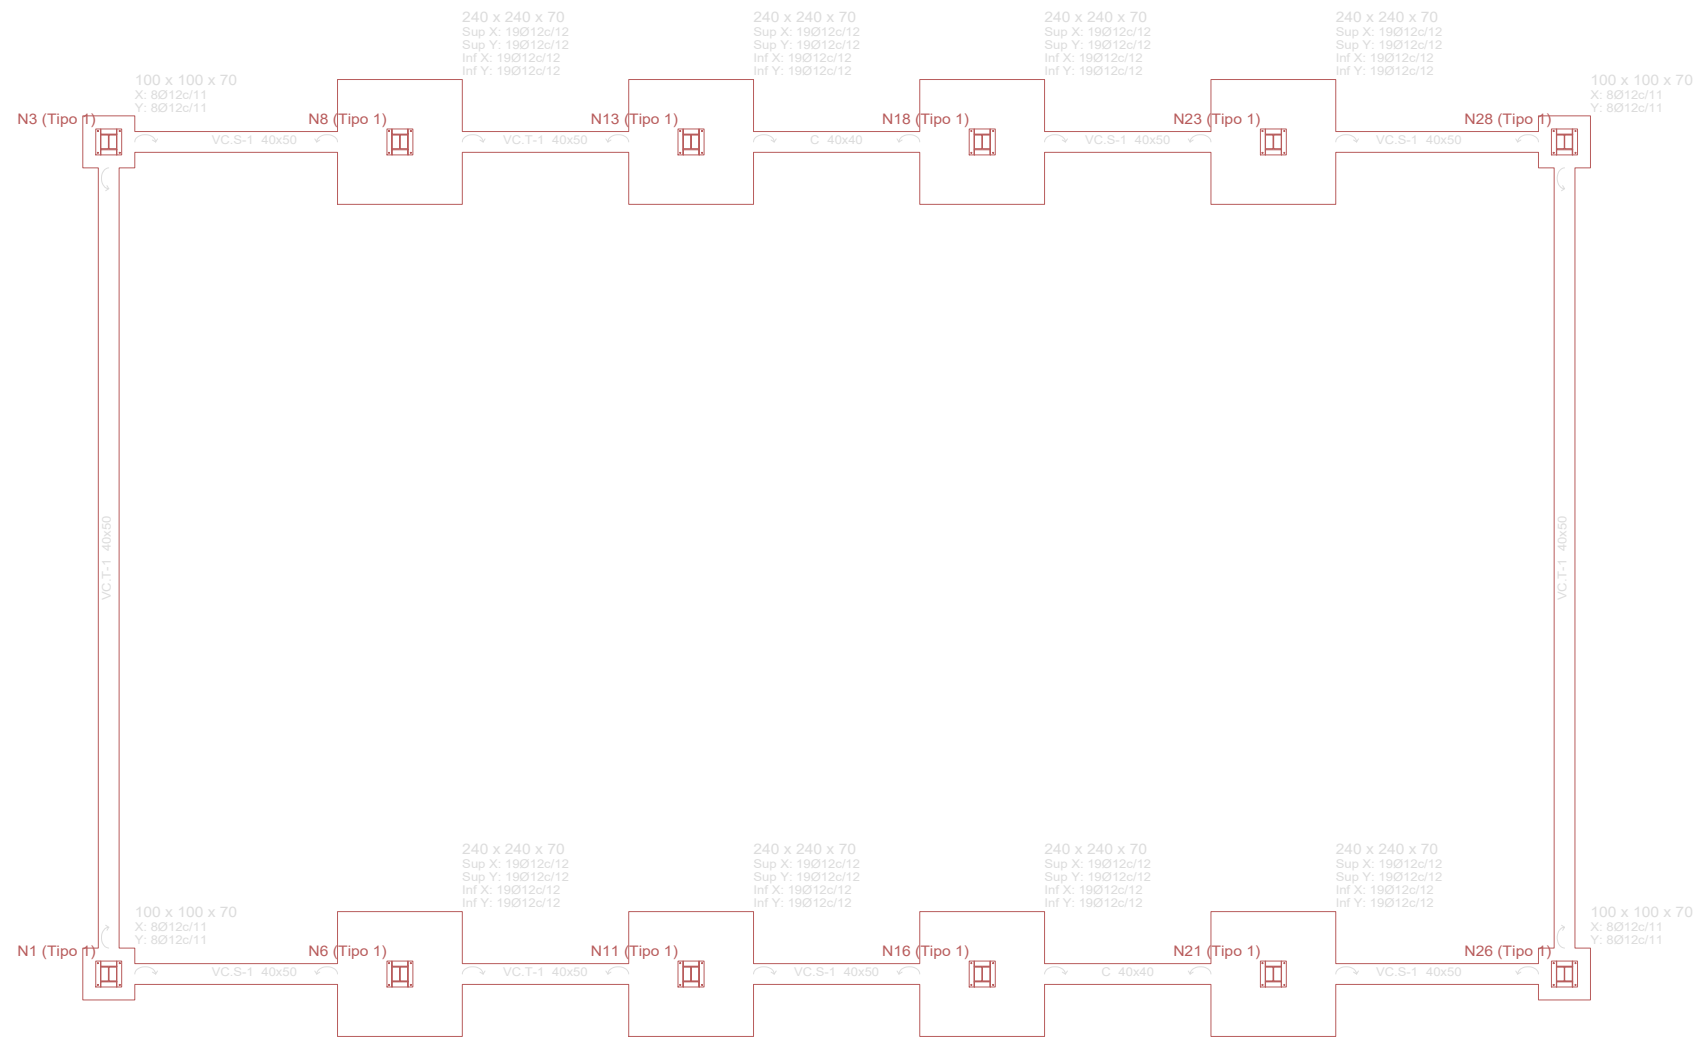 240 x 240 x 70
Sup X: 19Ø12c/12
Sup Y: 19Ø12c/12
Inf X: 19Ø12c/12
Inf Y: 19Ø12c/12
240 x 240 x 70
Sup X: 19Ø12c/12
Sup Y: 19Ø12c/12
Inf X: 19Ø12c/12
Inf Y: 19Ø12c/12
240 x 240 x 70
Sup X: 19Ø12c/12
Sup Y: 19Ø12c/12
Inf X: 19Ø12c/12
Inf Y: 19Ø12c/12
240 x 240 x 70
Sup X: 19Ø12c/12
Sup Y: 19Ø12c/12
Inf X: 19Ø12c/12
Inf Y: 19Ø12c/12
100 x 100 x 70
X: 8Ø12c/11
Y: 8Ø12c/11
100 x 100 x 70
X: 8Ø12c/11
Y: 8Ø12c/11
N3 (Tipo 1)
N8 (Tipo 1)
N13 (Tipo 1)
N18 (Tipo 1)
N23 (Tipo 1)
N28 (Tipo 1)
VC.S-1 40x50
VC.T-1 40x50
C 40x40
VC.S-1 40x50
VC.S-1 40x50
VC.T-1 40x50
VC.T-1 40x50
240 x 240 x 70
Sup X: 19Ø12c/12
Sup Y: 19Ø12c/12
Inf X: 19Ø12c/12
Inf Y: 19Ø12c/12
240 x 240 x 70
Sup X: 19Ø12c/12
Sup Y: 19Ø12c/12
Inf X: 19Ø12c/12
Inf Y: 19Ø12c/12
240 x 240 x 70
Sup X: 19Ø12c/12
Sup Y: 19Ø12c/12
Inf X: 19Ø12c/12
Inf Y: 19Ø12c/12
240 x 240 x 70
Sup X: 19Ø12c/12
Sup Y: 19Ø12c/12
Inf X: 19Ø12c/12
Inf Y: 19Ø12c/12
100 x 100 x 70
X: 8Ø12c/11
Y: 8Ø12c/11
100 x 100 x 70
X: 8Ø12c/11
Y: 8Ø12c/11
N1 (Tipo 1)
N6 (Tipo 1)
N11 (Tipo 1)
N16 (Tipo 1)
N21 (Tipo 1)
N26 (Tipo 1)
VC.S-1 40x50
VC.T-1 40x50
VC.S-1 40x50
C 40x40
VC.S-1 40x50